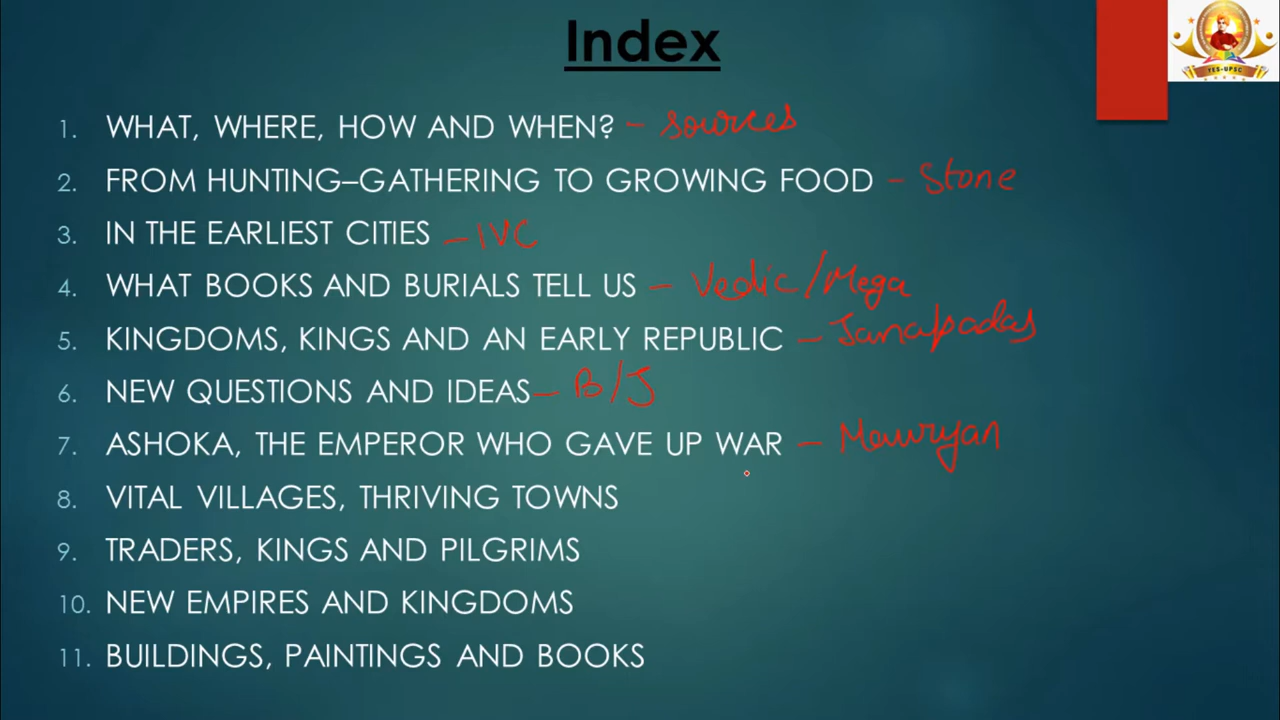 Index
1. WHAT, WHERE, HOW AND WHEN? - sources
2. FROM HUNTING–GATHERING TO GROWING FOOD - Stone
3. IN THE EARLIEST CITIES - IVC
4. WHAT BOOKS AND BURIALS TELL US - Vedic/Mega
5. KINGDOMS, KINGS AND AN EARLY REPUBLIC - Janapadas
6. NEW QUESTIONS AND IDEAS - B/J
7. ASHOKA, THE EMPEROR WHO GAVE UP WAR - Mauryan
8. VITAL VILLAGES, THRIVING TOWNS
9. TRADERS, KINGS AND PILGRIMS
10. NEW EMPIRES AND KINGDOMS
11. BUILDINGS, PAINTINGS AND BOOKS
YES-UPSC